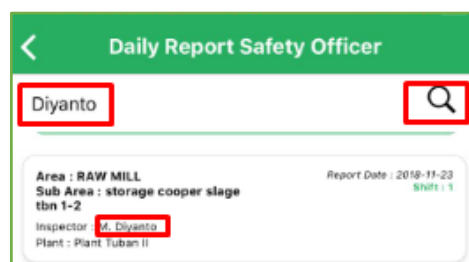 Daily Report Safety Officer
Diyanto
Area : RAW MILL
Report Date : 2018-11-23
Sub Area : storage cooper slage
Shift : 1
tbn 1-2
Inspector : M. Diyanto
Plant : Plant Tuban II